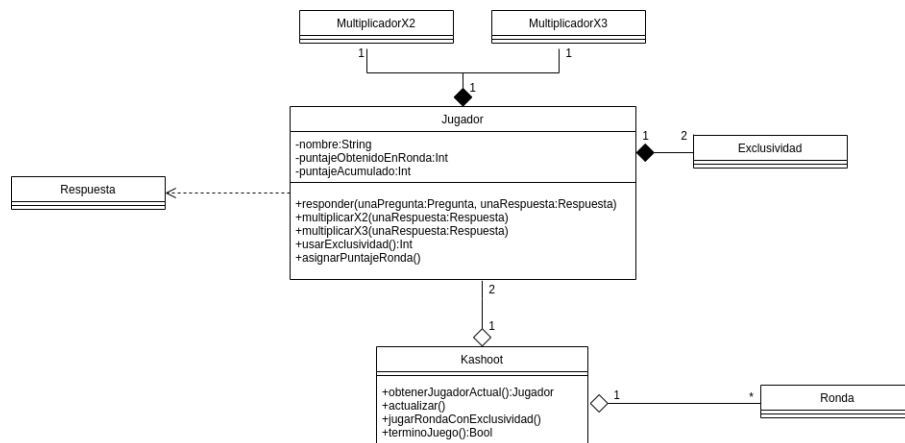 MultiplicadorX2
MultiplicadorX3
1
1
1
Jugador
-nombre:String
-puntajeObtenidoEnRonda:Int
-puntajeAcumulado:Int
+responder(unaPregunta:Pregunta, unaRespuesta:Respuesta)
+multiplicarX2(unaRespuesta:Respuesta)
+multiplicarX3(unaRespuesta:Respuesta)
+usarExclusividad():Int
+asignarPuntajeRonda()
1
2
Exclusividad
Respuesta
2
1
Kashoot
+obtenerJugadorActual():Jugador
+actualizar()
+jugarRondaConExclusividad()
+terminoJuego():Bool
1
*
Ronda